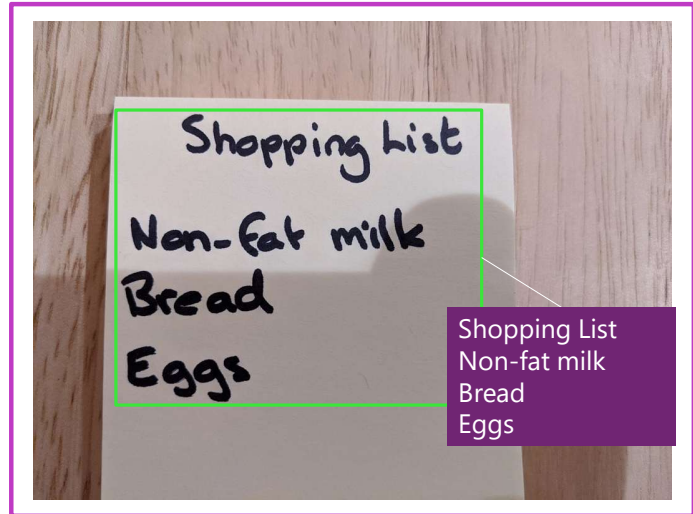 Shopping List
Non-fat milk
Bread
Eggs
Shopping List
Non-fat milk
Bread
Eggs